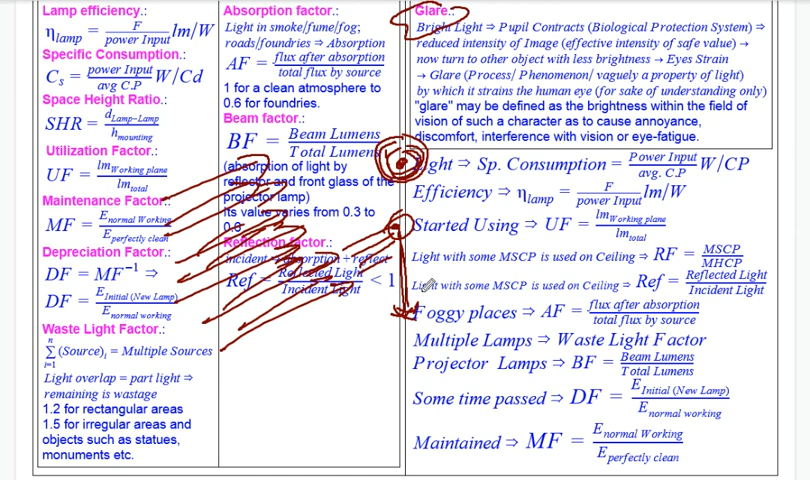 Lamp efficiency.:
η_lamp = F / power Input lm/W
Specific Consumption.:
C_s = power Input / avg C.P W/Cd
Space Height Ratio.:
SHR = d_Lamp−Lamp / h_mounting
Utilization Factor.:
UF = lm_Working plane / lm_total
Maintenance Factor.:
MF = E_normal Working / E_perfectly clean
Depreciation Factor.:
DF = MF^−1 ⇒
DF = E_Initial (New Lamp) / E_normal working
Waste Light Factor.:
∑_{i=1}^{n} (Source)_i = Multiple Sources
Light overlap = part light ⇒
remaining is wastage
1.2 for rectangular areas
1.5 for irregular areas and
objects such as statues,
monuments etc.
Absorption factor.:
Light in smoke/fume/fog;
roads/foundries ⇒ Absorption
AF = flux after absorption / total flux by source
1 for a clean atmosphere to
0.6 for foundries.
Beam factor.:
BF = Beam Lumens / Total Lumens
(absorption of light by
reflector and front glass of the
projector lamp)
Its value varies from 0.3 to
Reflection factor.:
incident ⇒ absorption + reflect
Ref = Reflected Light / Incident Light < 1
Glare.:
Bright Light ⇒ Pupil Contracts (Biological Protection System) ⇒
reduced intensity of Image (effective intensity of safe value) →
now turn to other object with less brightness → Eyes Strain
→ Glare (Process/ Phenomenon/ vaguely a property of light)
by which it strains the human eye (for sake of understanding only)
"glare" may be defined as the brightness within the field of
vision of such a character as to cause annoyance,
discomfort, interference with vision or eye-fatigue.
Light ⇒ Sp. Consumption = Power Input / avg. C.P W/CP
Efficiency ⇒ η_lamp = F / power Input lm/W
Started Using ⇒ UF = lm_Working plane / lm_total
Light with some MSCP is used on Ceiling ⇒ RF = MSCP / MHCP
Light with some MSCP is used on Ceiling ⇒ Ref = Reflected Light / Incident Light
Foggy places ⇒ AF = flux after absorption / total flux by source
Multiple Lamps ⇒ Waste Light Factor
Projector Lamps ⇒ BF = Beam Lumens / Total Lumens
Some time passed ⇒ DF = E_Initial (New Lamp) / E_normal working
Maintained ⇒ MF = E_normal Working / E_perfectly clean